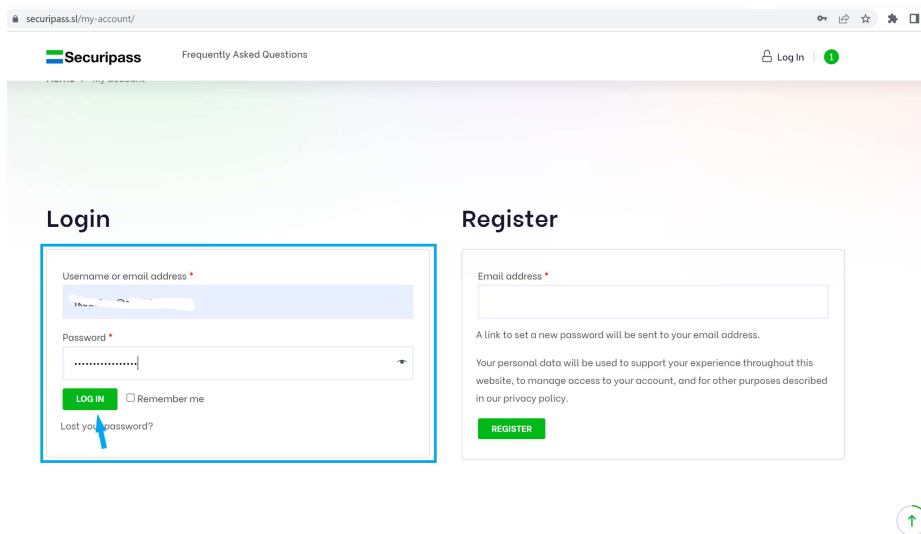 securipass.sl/my-account/
Securipass
Frequently Asked Questions
Log In
1
my account
Login
Username or email address *
Password *
LOG IN
Remember me
Lost your password?
Register
Email address *
A link to set a new password will be sent to your email address.
Your personal data will be used to support your experience throughout this
website, to manage access to your account, and for other purposes described
in our privacy policy.
REGISTER